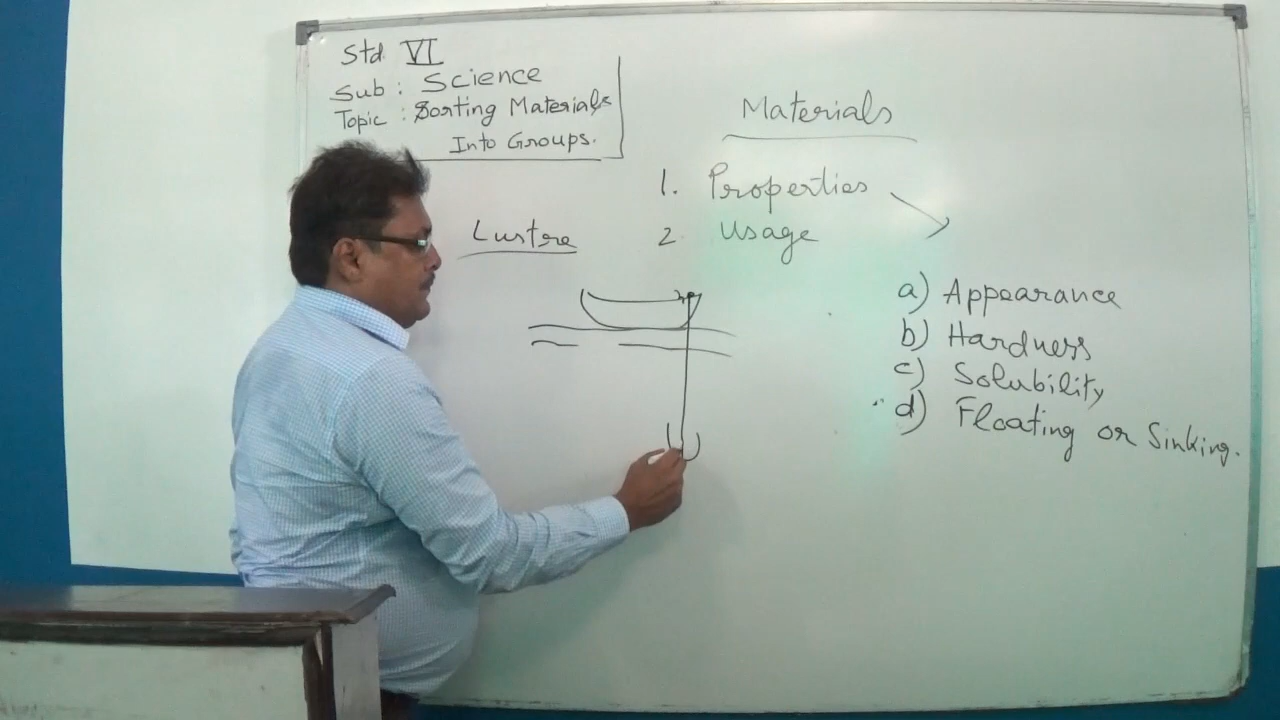 Std VI
Sub : Science
Topic : Sorting Materials
Into Groups.
Materials
1. Properties
2 Usage
Lustre
a) Appearance
b) Hardness
c) Solubility
d) Floating or Sinking.